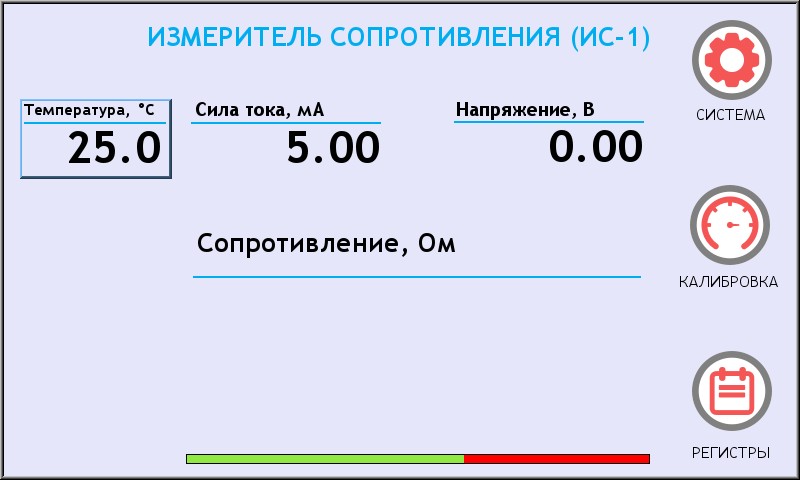 ИЗМЕРИТЕЛЬ СОПРОТИВЛЕНИЯ (ИС-1)
СИСТЕМА
Температура, °C
25.0
Сила тока, мА
5.00
Напряжение, В
0.00
Сопротивление, Ом
КАЛИБРОВКА
РЕГИСТРЫ